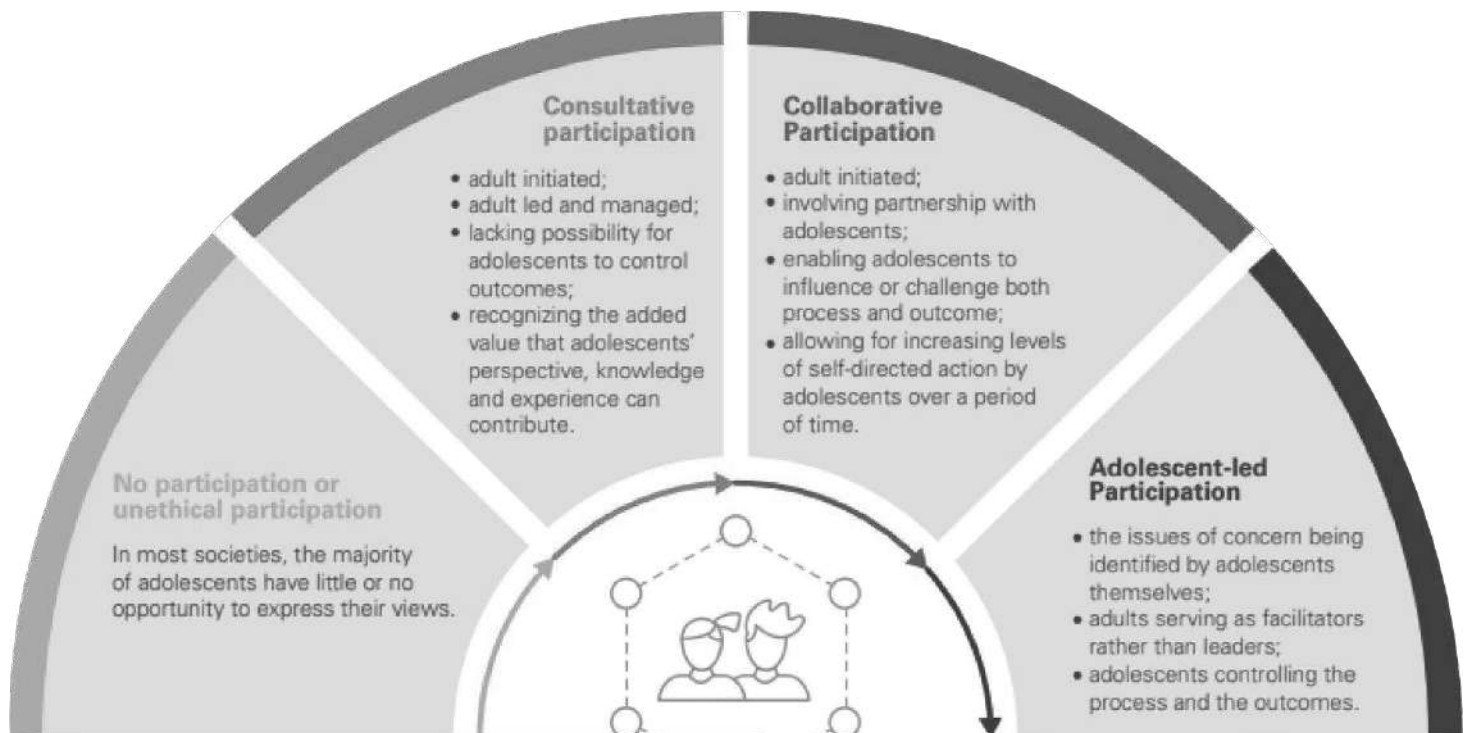 Consultative
participation
• adult initiated;
• adult led and managed;
• lacking possibility for
adolescents to control
outcomes;
• recognizing the added
value that adolescents'
perspective, knowledge
and experience can
contribute.
Collaborative
Participation
• adult initiated;
• involving partnership with
adolescents;
• enabling adolescents to
influence or challenge both
process and outcome;
• allowing for increasing levels
of self-directed action by
adolescents over a period
of time.
No participation or
unethical participation
In most societies, the majority
of adolescents have little or no
opportunity to express their views.
Adolescent-led
Participation
• the issues of concern being
identified by adolescents
themselves;
• adults serving as facilitators
rather than leaders;
• adolescents controlling the
process and the outcomes.